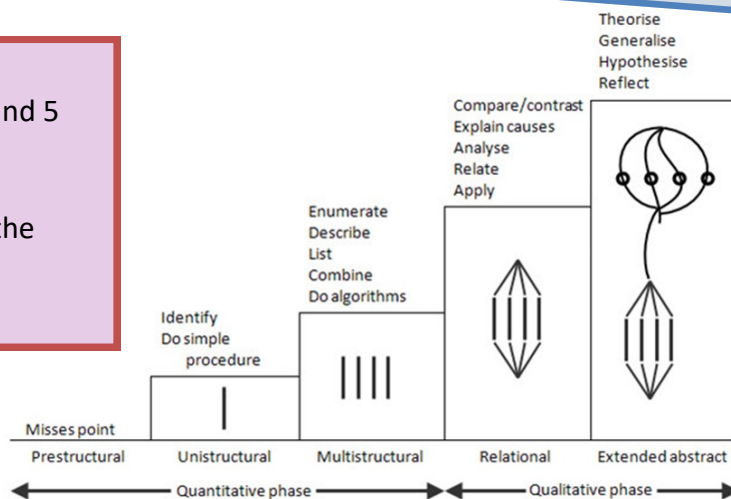 nd 5
the
Theorise
Generalise
Hypothesise
Reflect
Compare/contrast
Explain causes
Analyse
Relate
Apply
Enumerate
Describe
List
Combine
Do algorithms
Identify
Do simple
procedure
Misses point
Prestructural
Unistructural
Multistructural
Relational
Extended abstract
Quantitative phase
Qualitative phase